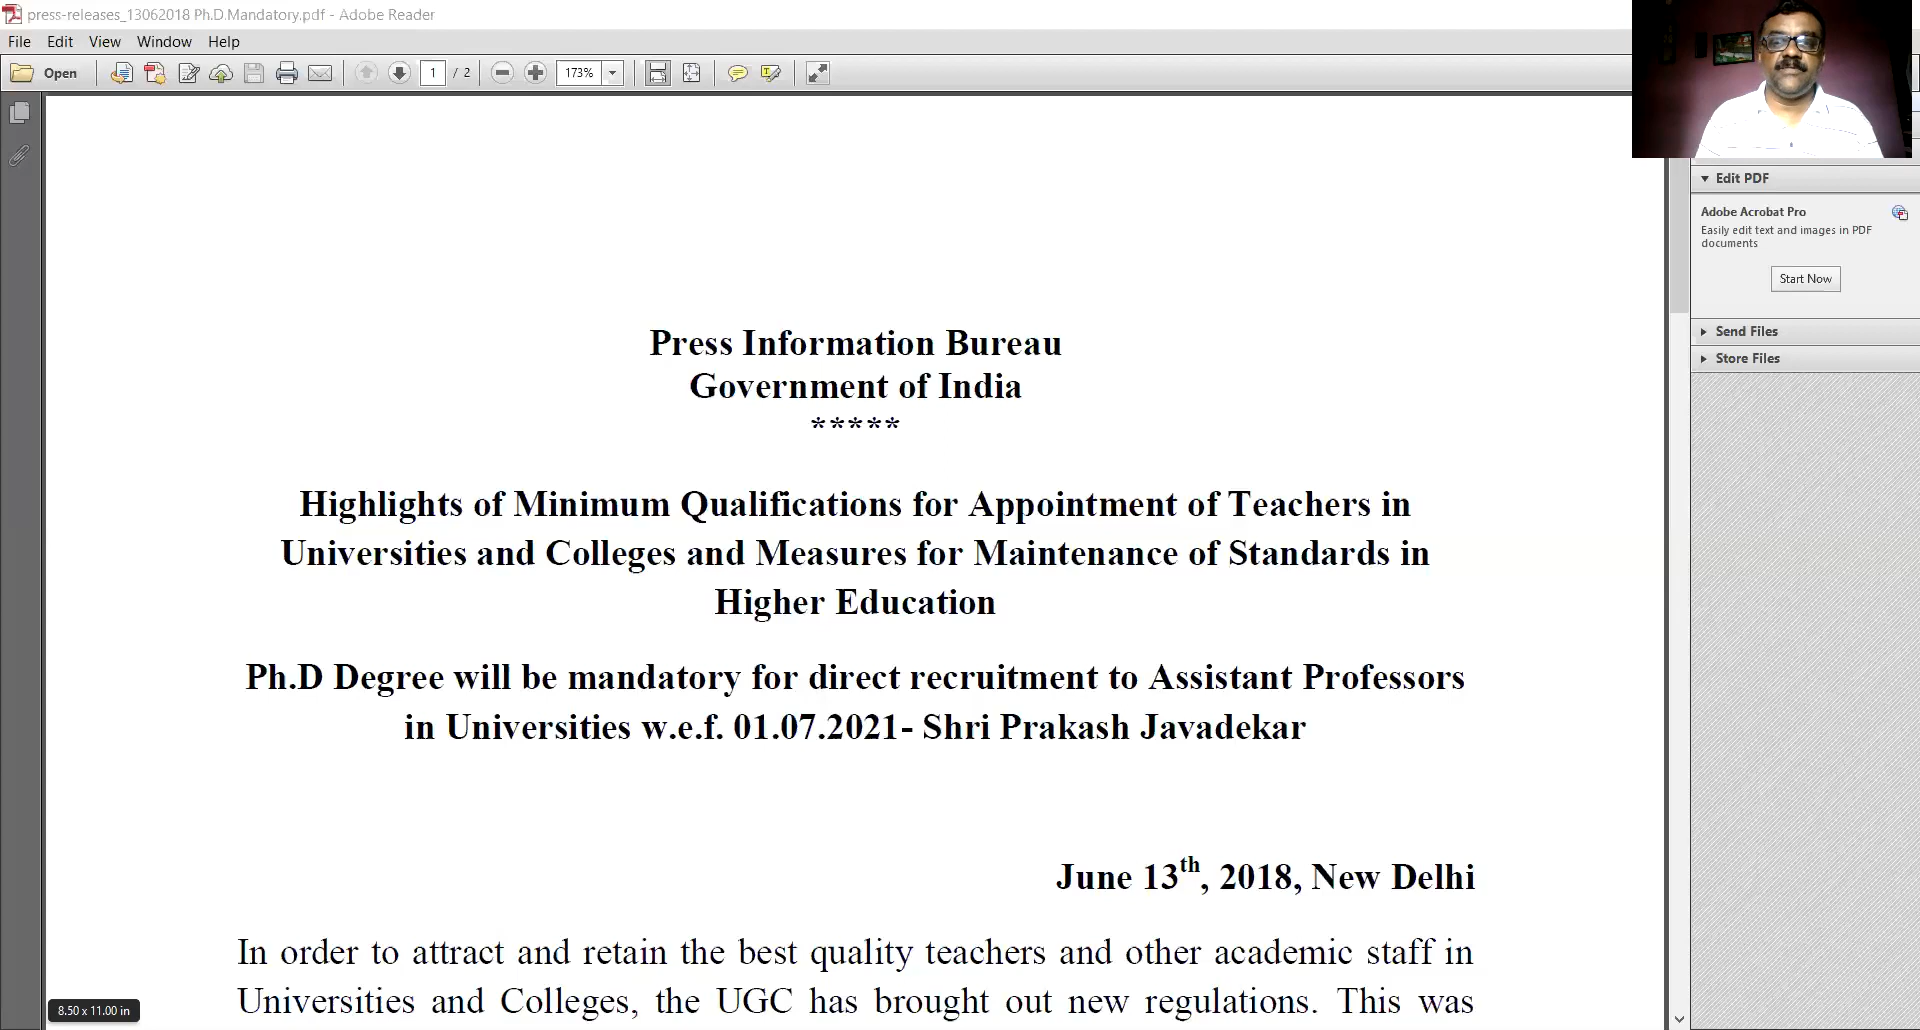 press-releases_13062018 Ph.D.Mandatory.pdf - Adobe Reader
File Edit View Window Help
Open 1 / 2 173%
Edit PDF
Adobe Acrobat Pro
Easily edit text and images in PDF
documents
Start Now
Send Files
Store Files
Press Information Bureau
Government of India
*****
Highlights of Minimum Qualifications for Appointment of Teachers in
Universities and Colleges and Measures for Maintenance of Standards in
Higher Education
Ph.D Degree will be mandatory for direct recruitment to Assistant Professors
in Universities w.e.f. 01.07.2021- Shri Prakash Javadekar
June 13th, 2018, New Delhi
In order to attract and retain the best quality teachers and other academic staff in
Universities and Colleges, the UGC has brought out new regulations. This was
8.50 x 11.00 in